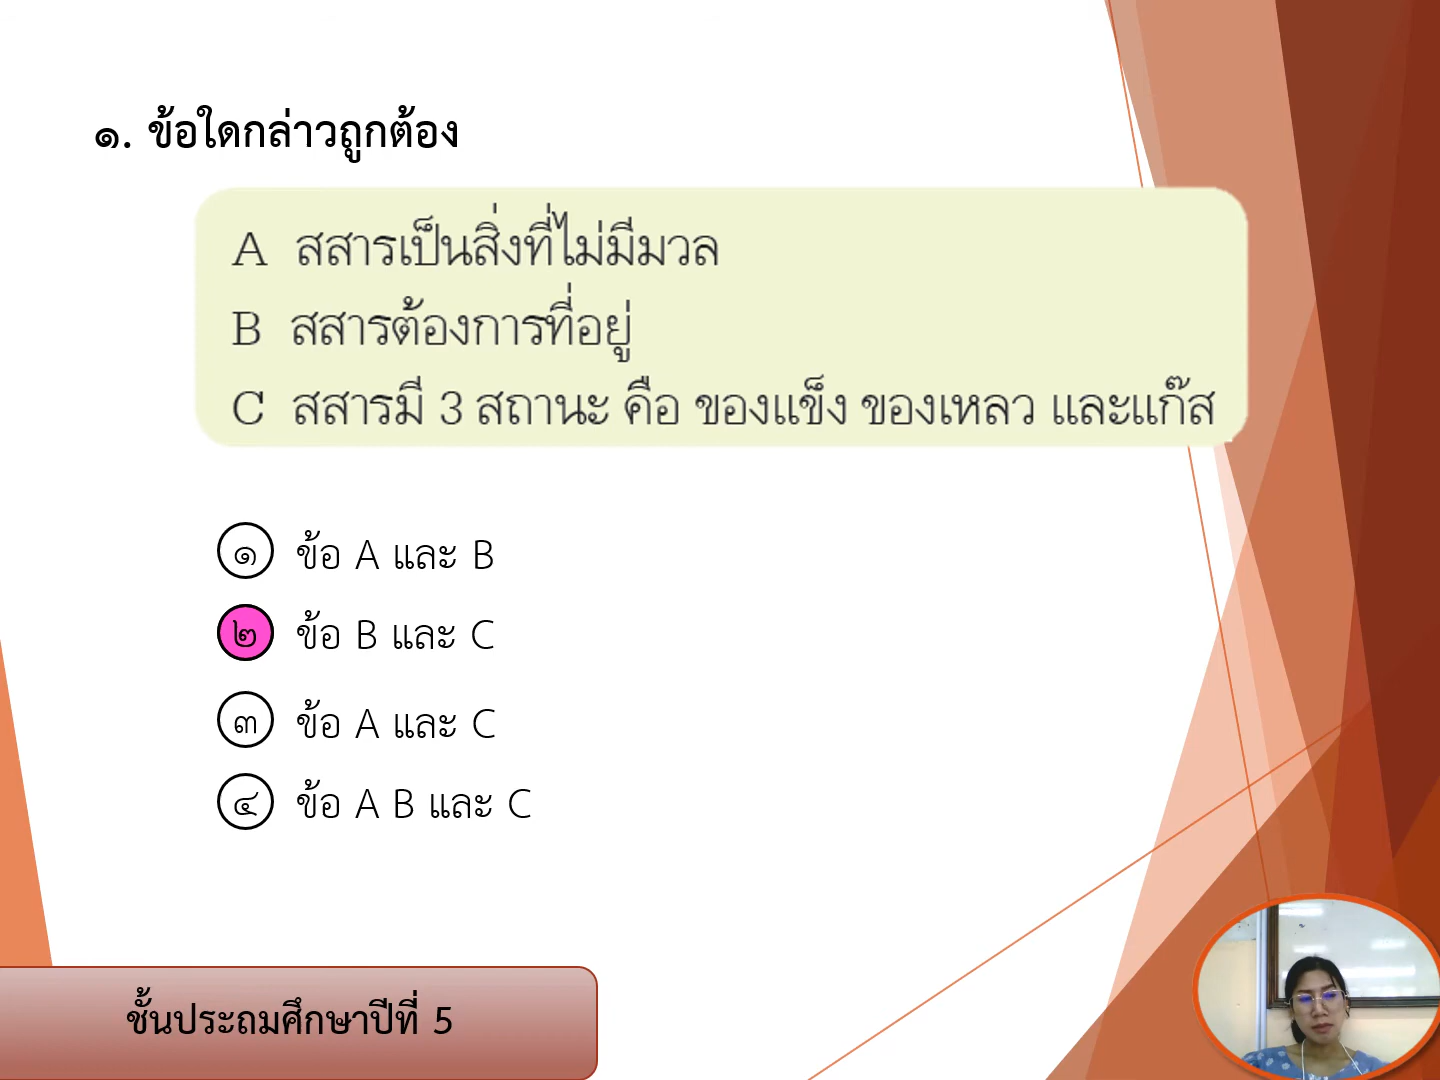 ๑. ข้อใดกล่าวถูกต้อง
A สสารเป็นสิ่งที่ไม่มีมวล
B สสารต้องการที่อยู่
C สสารมี 3 สถานะ คือ ของแข็ง ของเหลว และแก๊ส
๑ ข้อ A และ B
๒ ข้อ B และ C
๓ ข้อ A และ C
๔ ข้อ A B และ C
ชั้นประถมศึกษาปีที่ 5